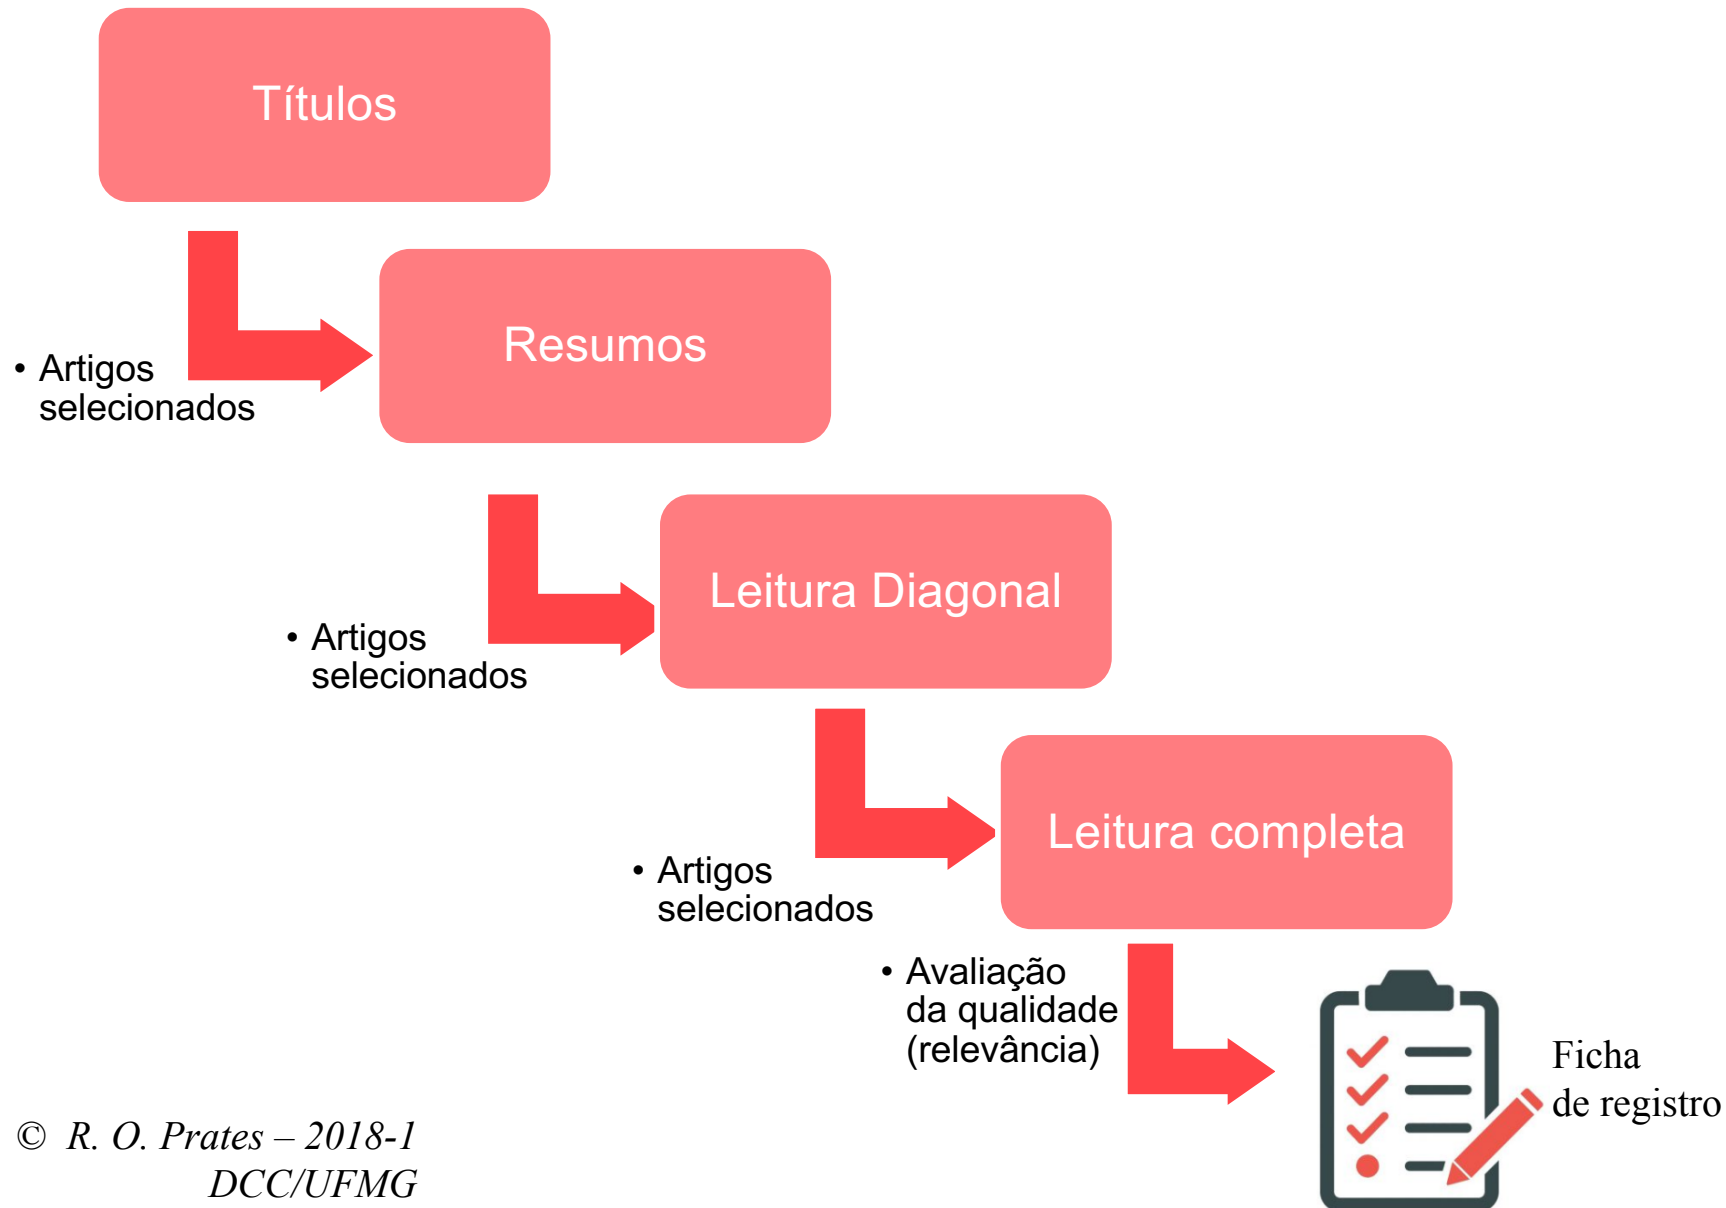 Títulos
• Artigos
selecionados
Resumos
• Artigos
selecionados
Leitura Diagonal
• Artigos
selecionados
Leitura completa
• Avaliação
da qualidade
(relevância)
Ficha
de registro
© R. O. Prates – 2018-1
DCC/UFMG